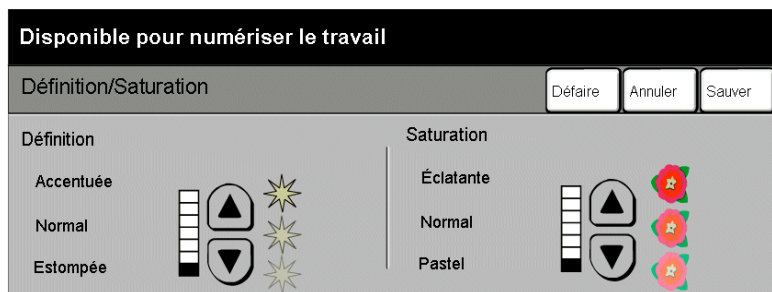 Disponible pour numériser le travail
Définition/Saturation
Défaire
Annuler
Sauver
Définition
Accentuée
Normal
Estompée
Saturation
Éclatante
Normal
Pastel